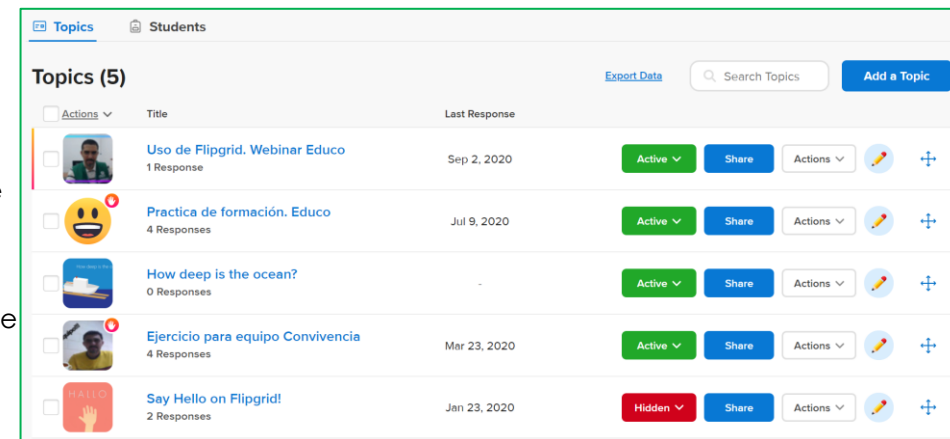 Topics Students
Topics (5) Export Data Search Topics Add a Topic
Actions Title Last Response
Uso de Flipgrid. Webinar Educo
1 Response Sep 2, 2020 Active Share Actions
Practica de formación. Educo
4 Responses Jul 9, 2020 Active Share Actions
How deep is the ocean?
0 Responses - Active Share Actions
e
Ejercicio para equipo Convivencia
4 Responses Mar 23, 2020 Active Share Actions
HALLO
Say Hello on Flipgrid!
2 Responses Jan 23, 2020 Hidden Share Actions